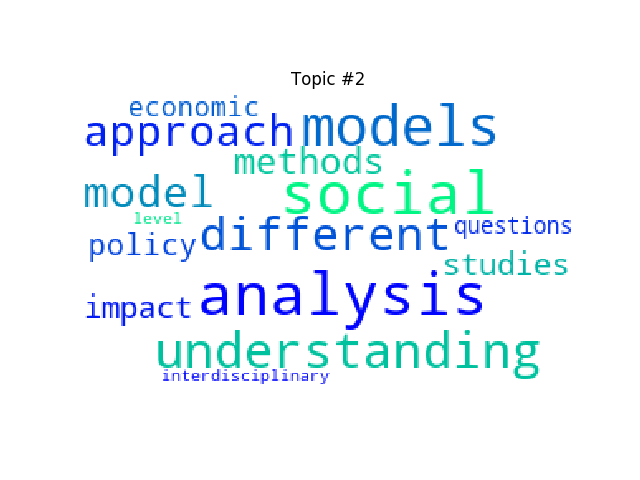 Topic #2
economic
approach models
methods
model social
level
different questions
policy
studies
analysis
impact
understanding
interdisciplinary